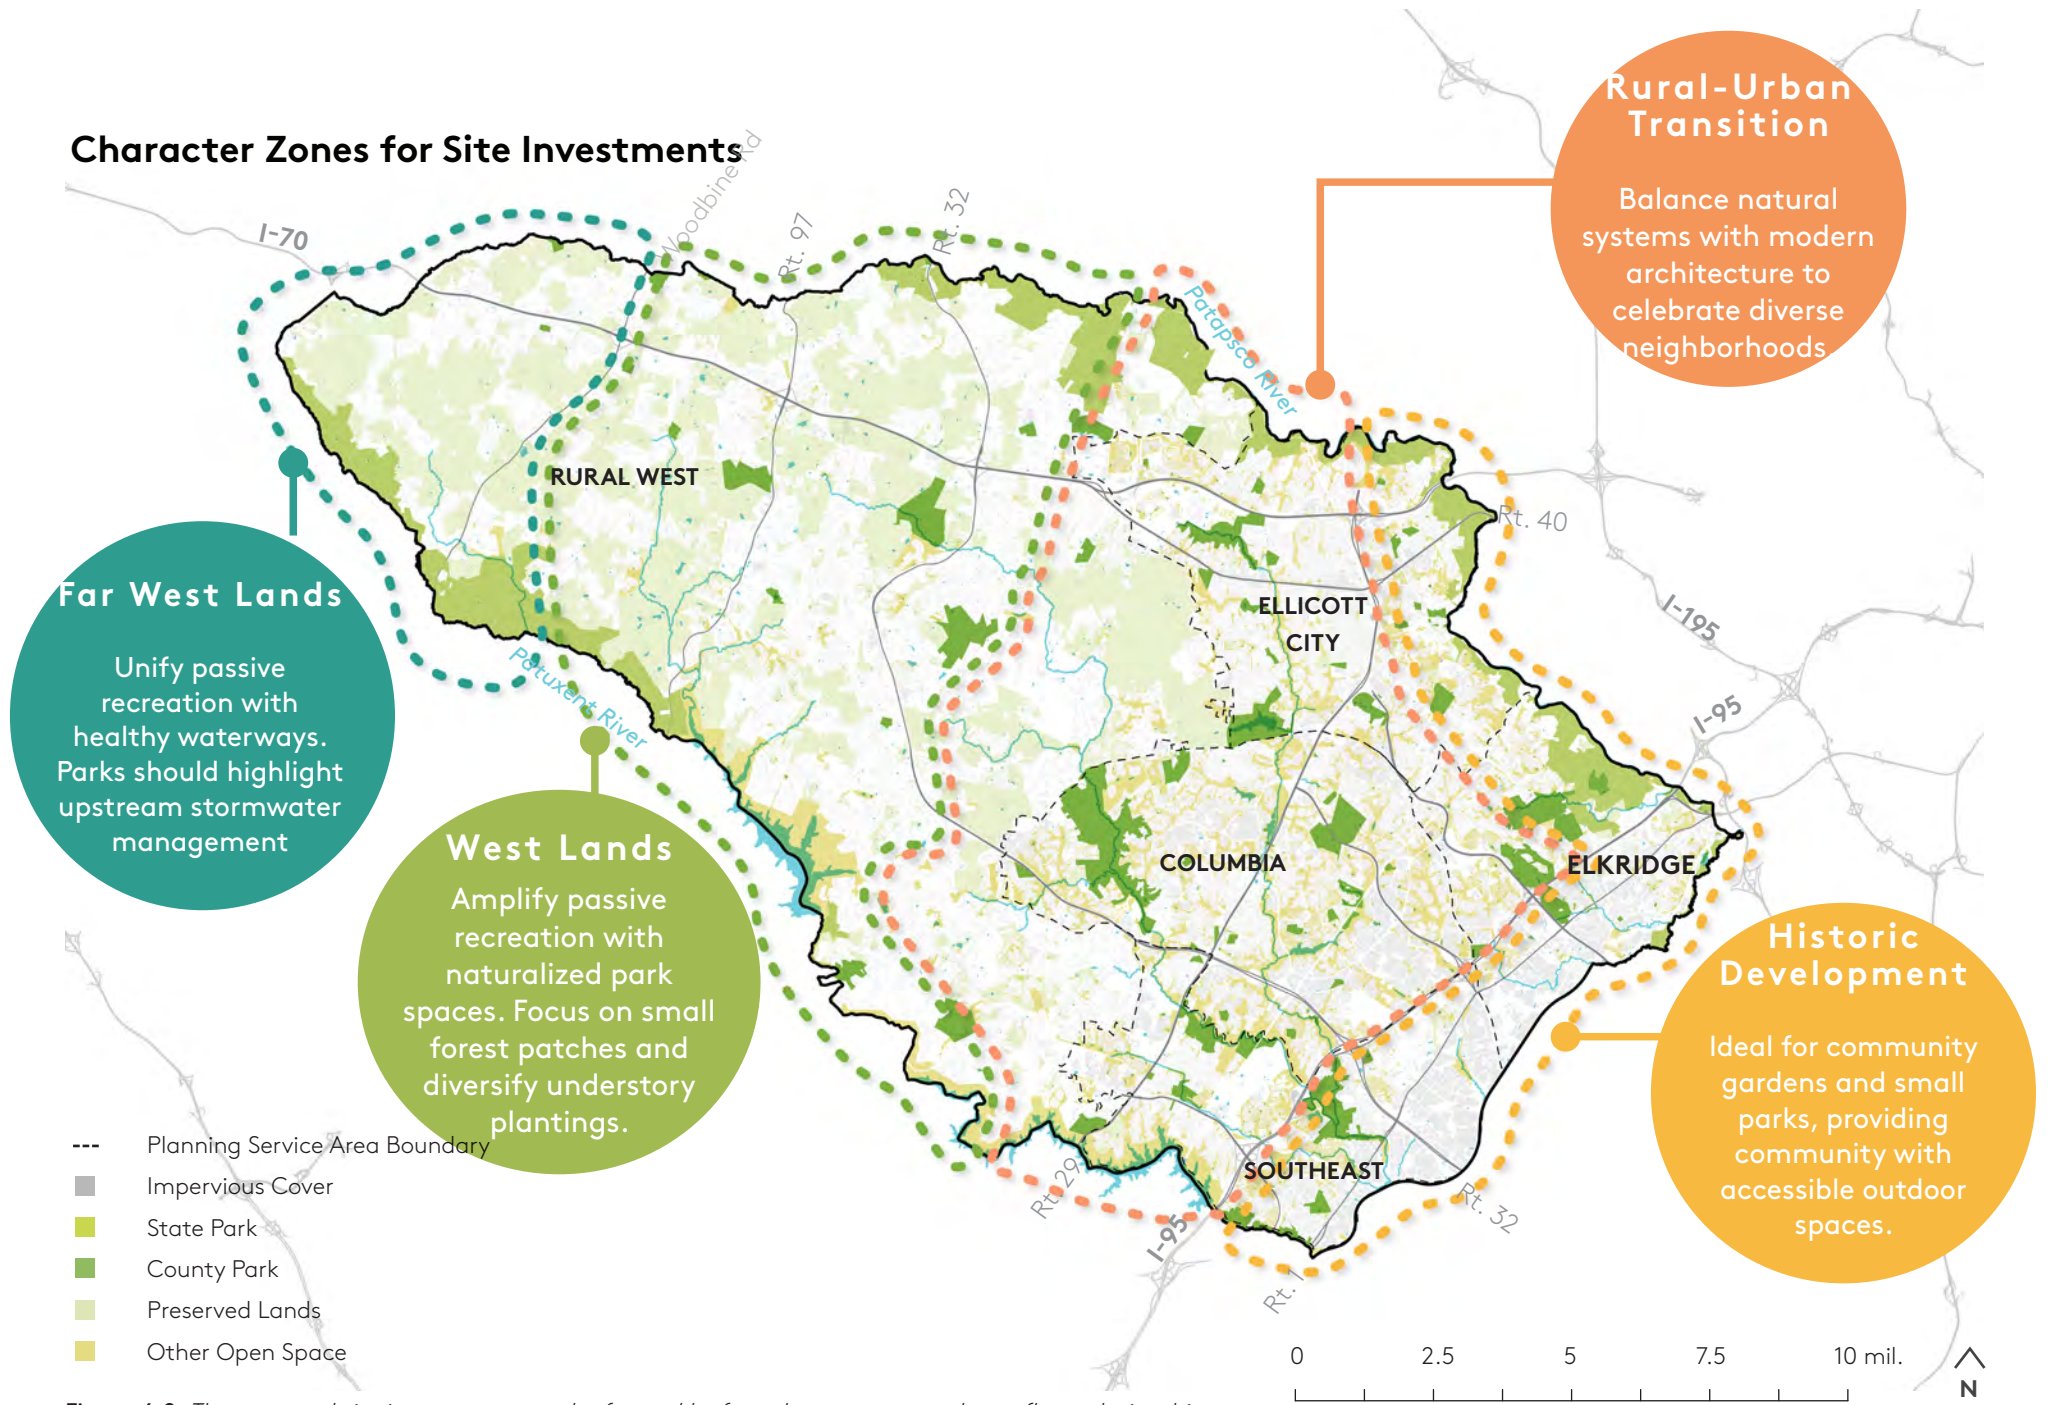 Character Zones for Site Investments
Rural-Urban
Transition
Balance natural
systems with modern
architecture to
celebrate diverse
neighborhoods.
Woodbine Rd
Rt. 97
Rt. 32
I-70
Patapsco River
RURAL WEST
Rt. 40
ELLICOTT
CITY
I-195
I-95
Far West Lands
Unify passive
recreation with
healthy waterways.
Parks should highlight
upstream stormwater
management
Patuxent River
West Lands
Amplify passive
recreation with
naturalized park
spaces. Focus on small
forest patches and
diversify understory
plantings.
COLUMBIA
ELKRIDGE
Historic
Development
Ideal for community
gardens and small
parks, providing
community with
accessible outdoor
spaces.
SOUTHEAST
Rt. 29
I-95
Rt. 1
Rt. 32
Planning Service Area Boundary
Impervious Cover
State Park
County Park
Preserved Lands
Other Open Space
0 2.5 5 7.5 10 mil.
N